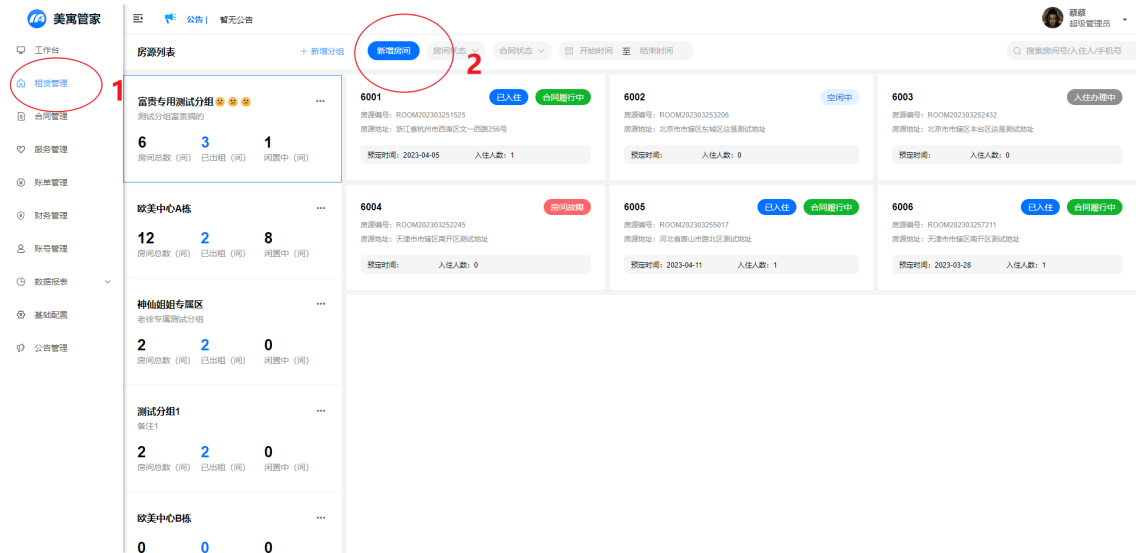 美寓管家
公告 | 暂无公告
蔡蔡
超级管理员
工作台
租赁管理
合同管理
服务管理
账单管理
财务管理
账号管理
数据报表
基础配置
公告管理
1
房源列表 + 新增分组
新增房间 房间状态 合同状态 开始时间 至 结束时间 搜索房间号/入住人/手机号
2
富贵专用测试分组
测试分组富贵搞的
6 3 1
房间总数（间） 已出租（间） 闲置中（间）
欧美中心A栋
12 2 8
房间总数（间） 已出租（间） 闲置中（间）
神仙姐姐专属区
老徐专属测试分组
2 2 0
房间总数（间） 已出租（间） 闲置中（间）
测试分组1
备注1
2 2 0
房间总数（间） 已出租（间） 闲置中（间）
欧美中心B栋
0 0 0
6001 已入住 合同履行中
房源编号：ROOM202303251525
房源地址：浙江省杭州市西湖区文一西路256号
预定时间：2023-04-05 入住人数：1
6002 空闲中
房源编号：ROOM202303253206
房源地址：北京市市辖区东城区这是测试地址
预定时间： 入住人数：0
6003 入住办理中
房源编号：ROOM202303252432
房源地址：北京市市辖区丰台区这是测试地址
预定时间： 入住人数：0
6004 房间故障
房源编号：ROOM202303252245
房源地址：天津市市辖区南开区测试地址
预定时间： 入住人数：0
6005 已入住 合同履行中
房源编号：ROOM202303255017
房源地址：河北省唐山市路北区测试地址
预定时间：2023-04-11 入住人数：1
6006 已入住 合同履行中
房源编号：ROOM202303257211
房源地址：天津市市辖区南开区测试地址
预定时间：2023-03-28 入住人数：1